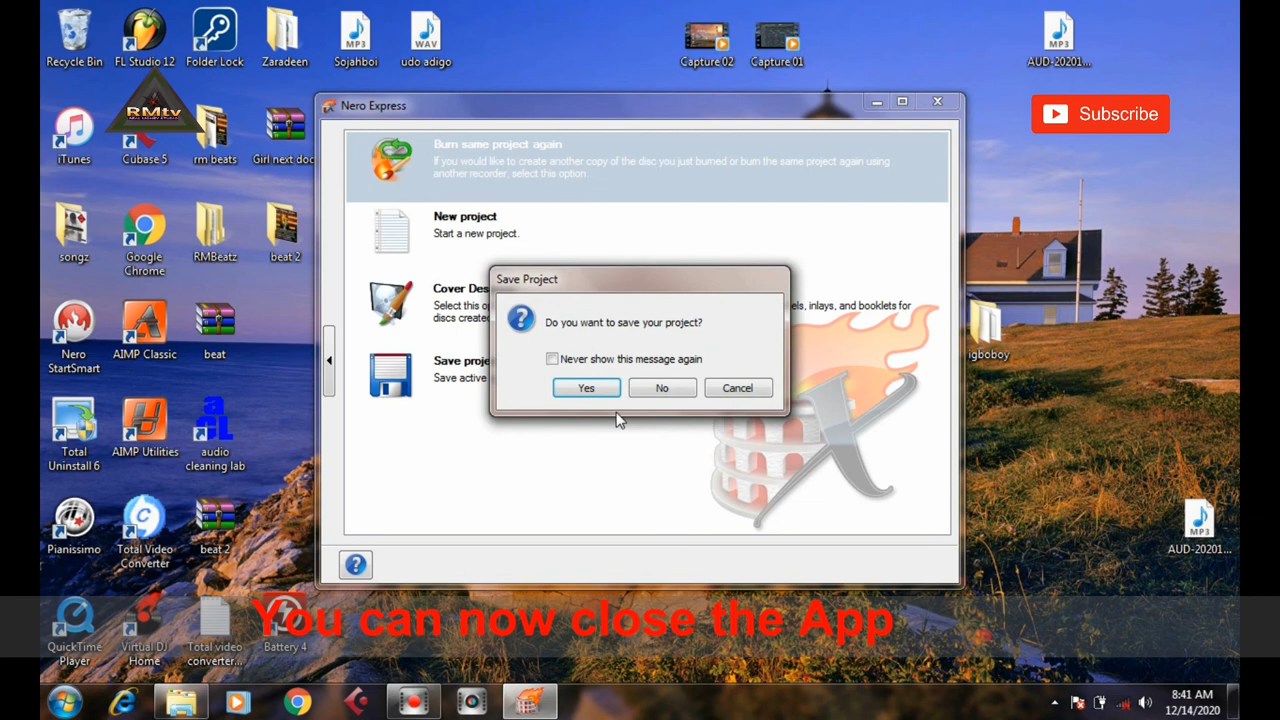 Recycle Bin
FL Studio 12
Folder Lock
Zaradeen
MP3
Sojahboi
WAV
udo adigo
Capture 02
Capture 01
MP3
AUD-20201...
RMtv
iTunes
Cubase 5
rm beats
Girl next doc
Subscribe
songz
Google
Chrome
RMBeatz
beat 2
Nero
StartSmart
AIMP Classic
beat
igboboy
Total
Uninstall 6
AIMP Utilities
a
CL
audio
cleaning lab
Pianissimo
Total Video
Converter
beat 2
MP3
AUD-20201...
QuickTime
Player
Virtual DJ
Home
Total video
converter...
Battery 4
Nero Express
Burn same project again
If you would like to create another copy of the disc you just burned or burn the same project again using
another recorder, select this option.
New project
Start a new project.
Cover Des
Select this o
els, inlays, and booklets for
discs create
Save proje
Save active
Save Project
Do you want to save your project?
Never show this message again
Yes
No
Cancel
You can now close the App
8:41 AM
12/14/2020